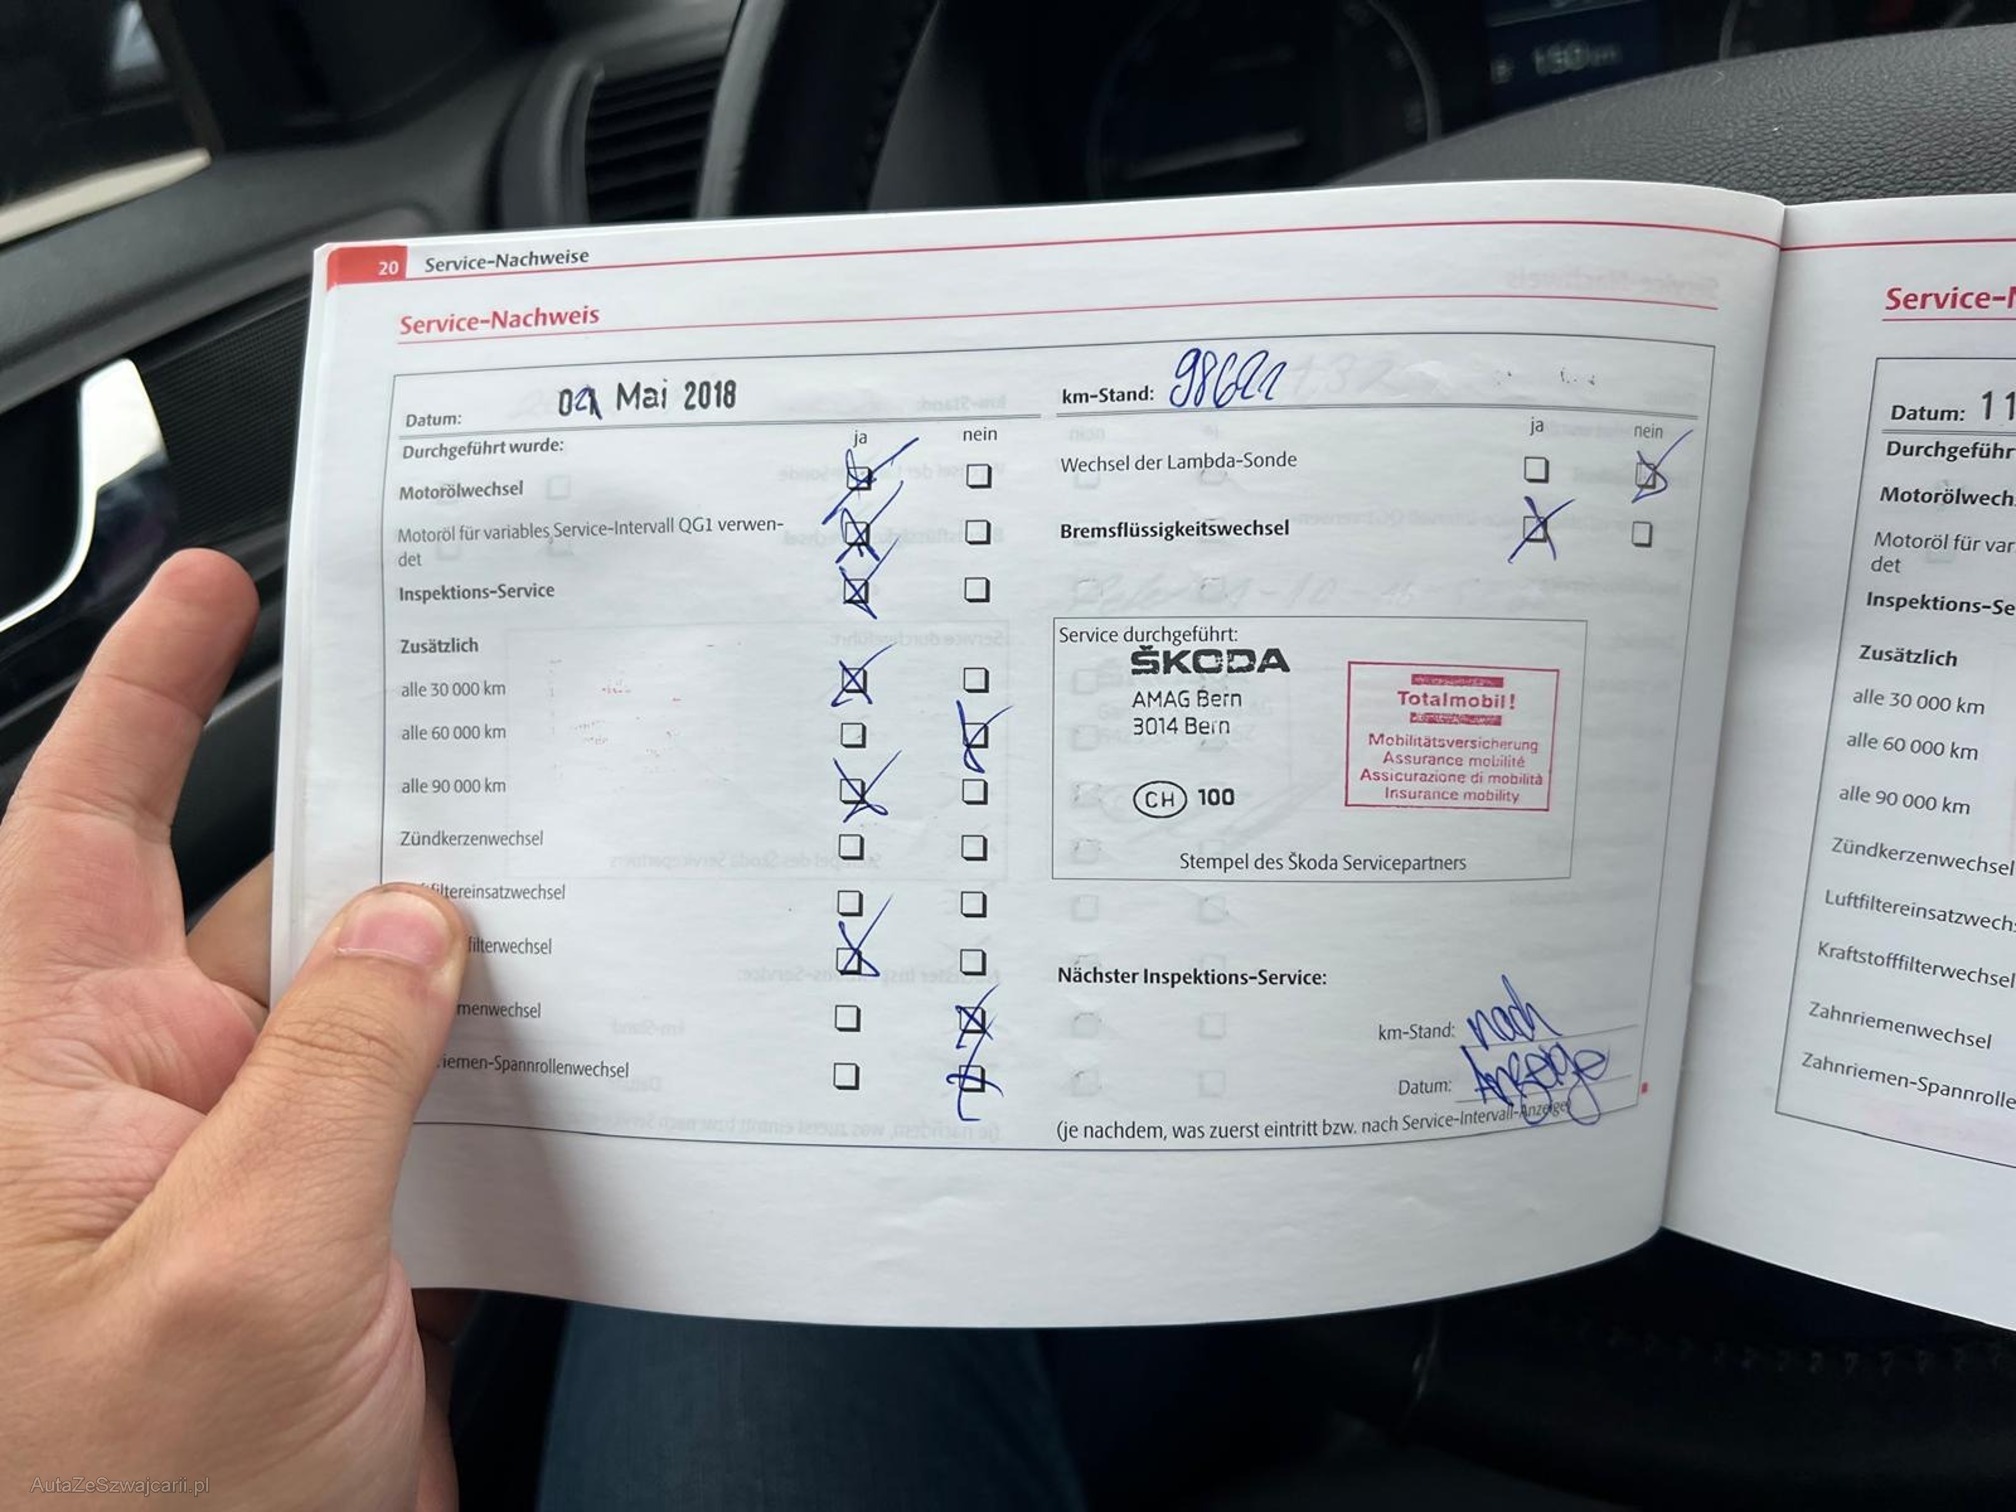 20 Service-Nachweise
Service-Nachweis
Datum: Mai 2018
km-Stand: 98621
Durchgeführt wurde:
ja nein
Motorölwechsel
Motoröl für variables Service-Intervall QG1 verwen-
det
Inspektions-Service
Zusätzlich
alle 30 000 km
alle 60 000 km
alle 90 000 km
Zündkerzenwechsel
filtereinsatzwechsel
filterwechsel
menwechsel
iemen-Spannrollenwechsel
ja nein
Wechsel der Lambda-Sonde
Bremsflüssigkeitswechsel
Service durchgeführt:
ŠKODA
AMAG Bern
3014 Bern
CH 100
Totalmobil!
Mobilitätsversicherung
Assurance mobilité
Assicurazione di mobilità
Insurance mobility
Stempel des Škoda Servicepartners
Nächster Inspektions-Service:
km-Stand: nach
Datum: Anzeige
(je nachdem, was zuerst eintritt bzw. nach Service-Intervall-Anzeige)
Service-N
Datum: 11
Durchgeführ
Motorölwech
Motoröl für var
det
Inspektions-Se
Zusätzlich
alle 30 000 km
alle 60 000 km
alle 90 000 km
Zündkerzenwechsel
Luftfiltereinsatzwech
Kraftstofffilterwechsel
Zahnriemenwechsel
Zahnriemen-Spannrolle
AutaZeSzwajcarii.pl